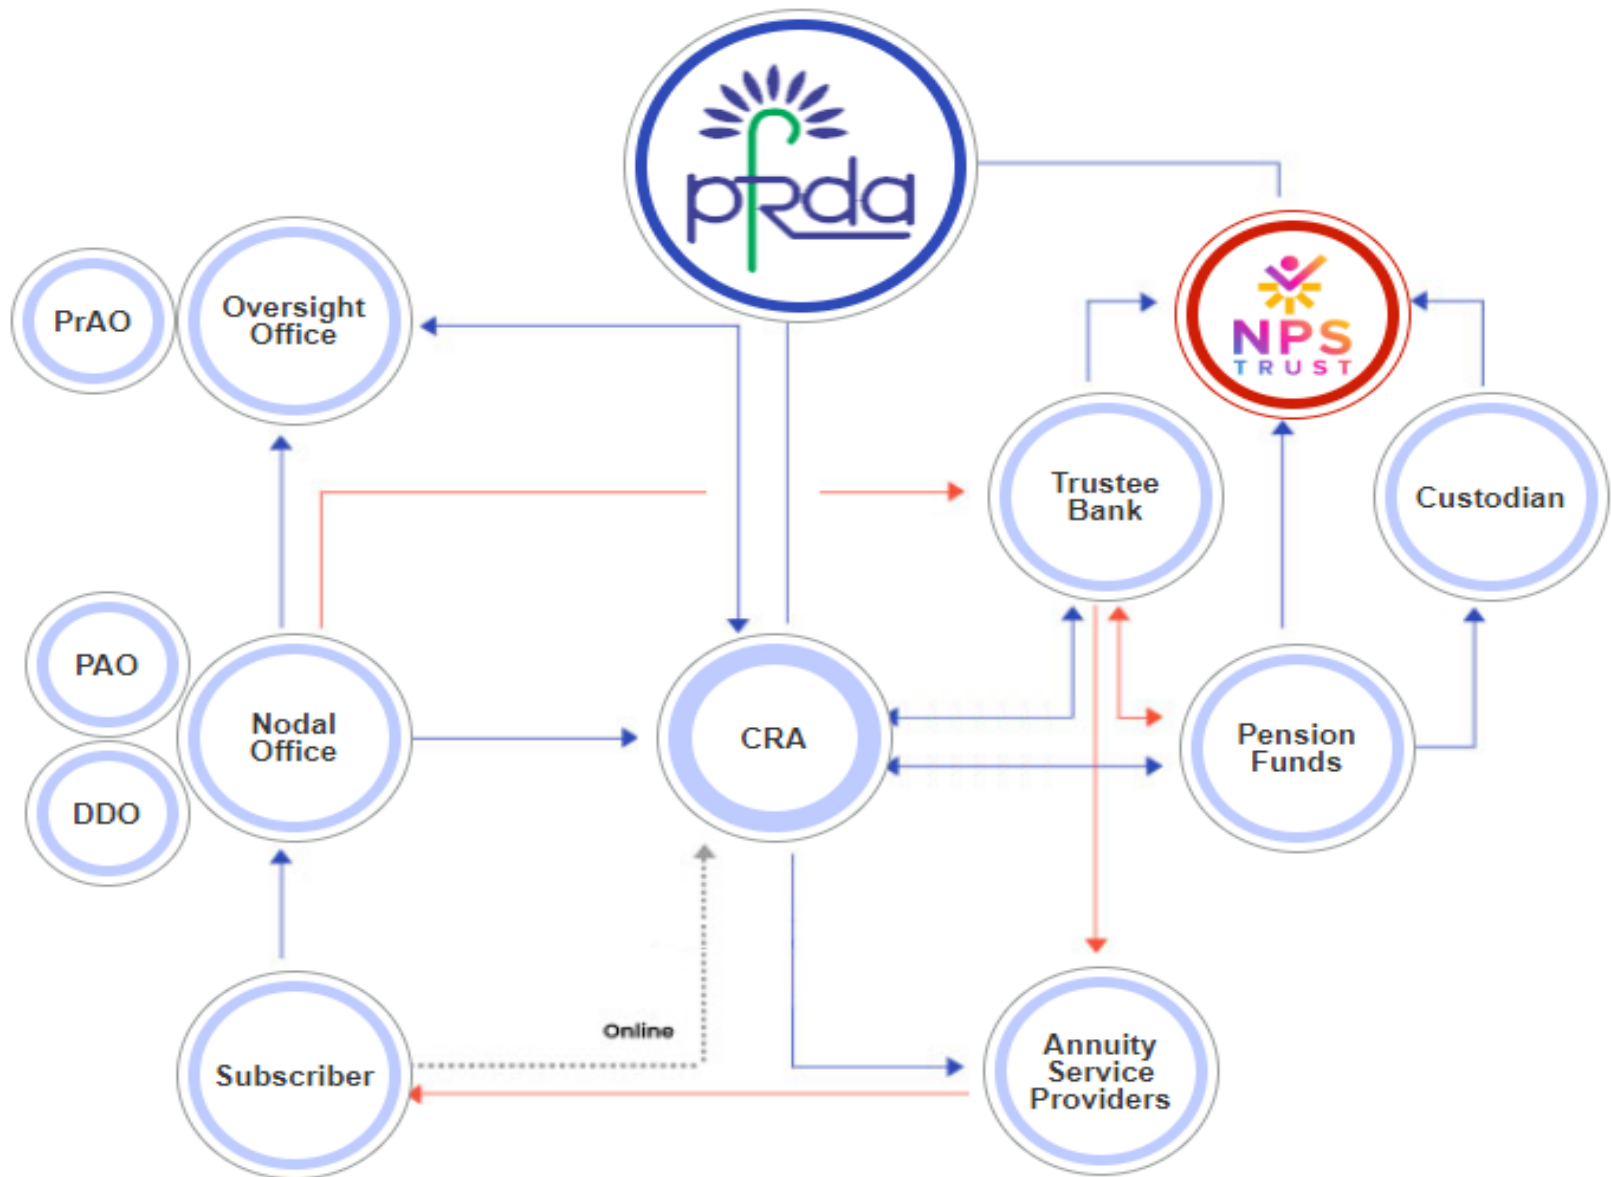 pfrda
PrAO
Oversight
Office
NPS
TRUST
Trustee
Bank
Custodian
PAO
Nodal
Office
DDO
CRA
Pension
Funds
Online
Subscriber
Annuity
Service
Providers